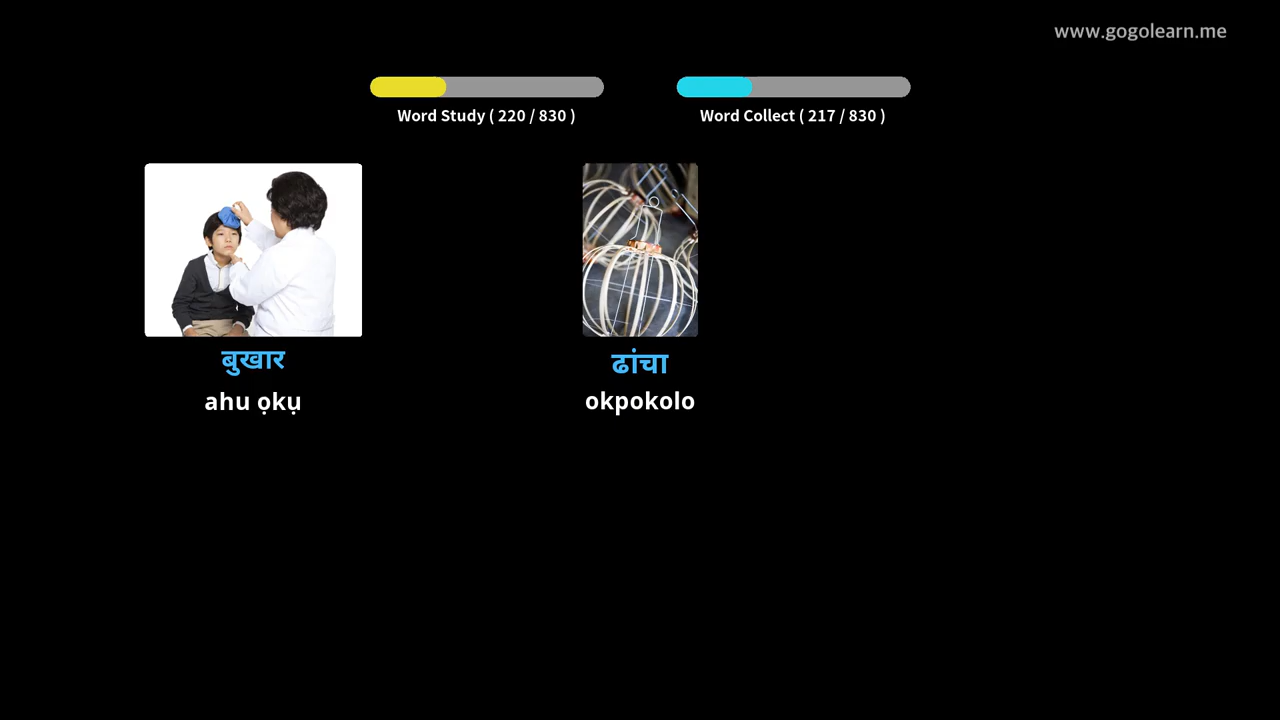 www.gogolearn.me
Word Study ( 220 / 830 )
Word Collect ( 217 / 830 )
बुखार
ahu ọkụ
ढांचा
okpokolo